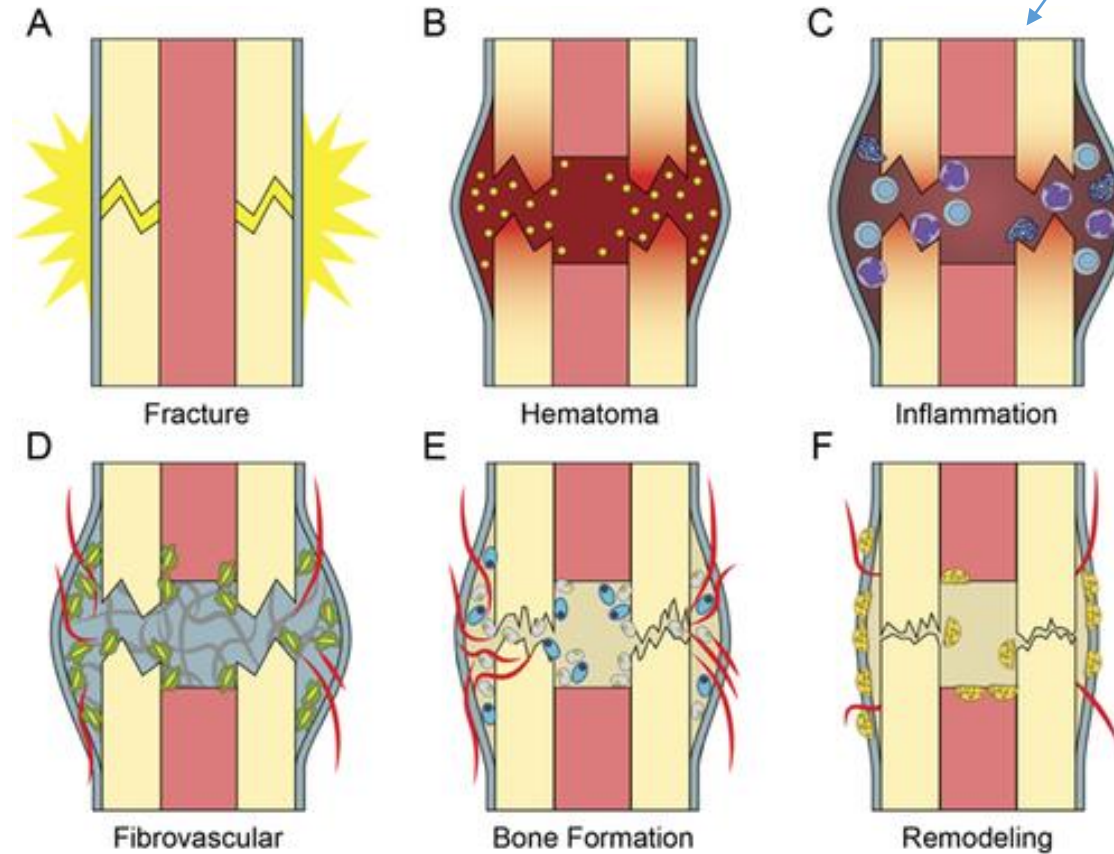 A
B
C
Fracture
Hematoma
Inflammation
D
E
F
Fibrovascular
Bone Formation
Remodeling